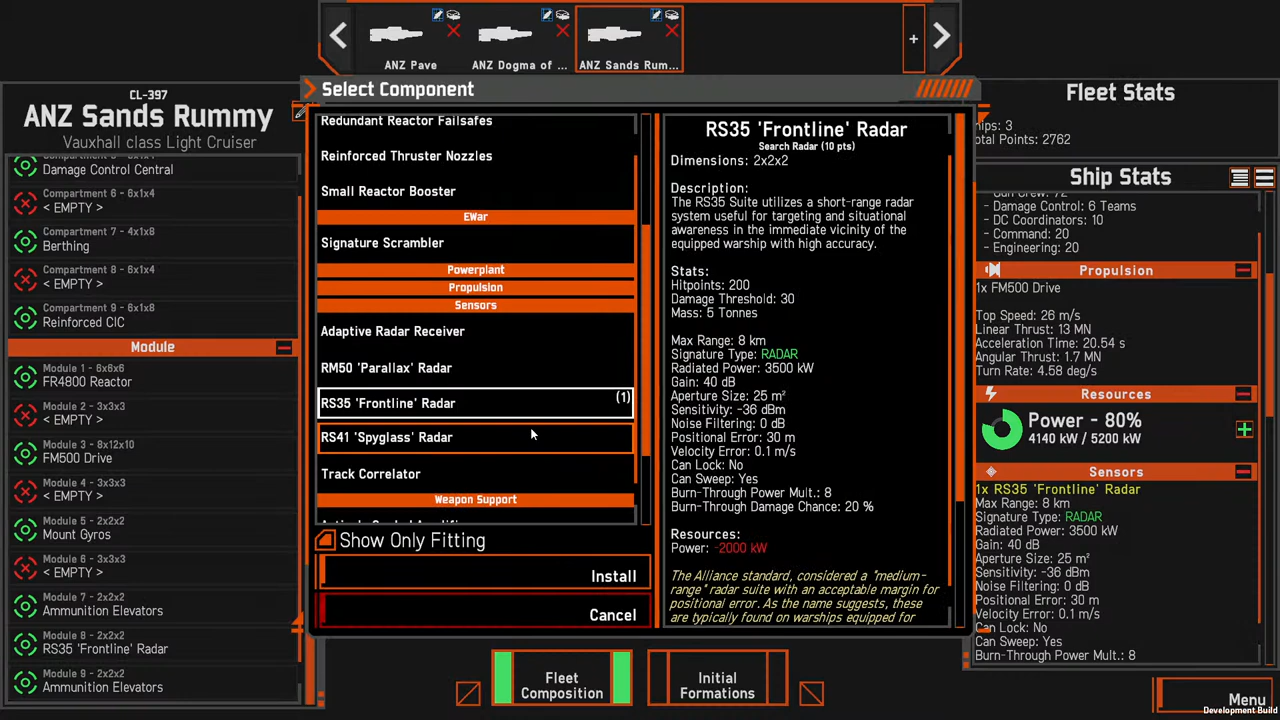 ANZ Pave
ANZ Dogma of ...
ANZ Sands Rum...
+
CL-397
ANZ Sands Rummy
Vauxhall class Light Cruiser
Damage Control Central
Compartment 6 - 6x1x4
< EMPTY >
Compartment 7 - 4x1x8
Berthing
Compartment 8 - 6x1x4
< EMPTY >
Compartment 9 - 6x1x8
Reinforced CIC
Module
Module 1 - 6x6x6
FR4800 Reactor
Module 2 - 3x3x3
< EMPTY >
Module 3 - 8x12x10
FM500 Drive
Module 4 - 3x3x3
< EMPTY >
Module 5 - 2x2x2
Mount Gyros
Module 6 - 3x3x3
< EMPTY >
Module 7 - 2x2x2
Ammunition Elevators
Module 8 - 2x2x2
RS35 'Frontline' Radar
Module 9 - 2x2x2
Ammunition Elevators
Select Component
Redundant Reactor Failsafes
Reinforced Thruster Nozzles
Small Reactor Booster
EWar
Signature Scrambler
Powerplant
Propulsion
Sensors
Adaptive Radar Receiver
RM50 'Parallax' Radar
RS35 'Frontline' Radar (1)
RS41 'Spyglass' Radar
Track Correlator
Weapon Support
Show Only Fitting
Install
Cancel
RS35 'Frontline' Radar
Search Radar (10 pts)
Dimensions: 2x2x2
Description:
The RS35 Suite utilizes a short-range radar
system useful for targeting and situational
awareness in the immediate vicinity of the
equipped warship with high accuracy.
Stats:
Hitpoints: 200
Damage Threshold: 30
Mass: 5 Tonnes
Max Range: 8 km
Signature Type: RADAR
Radiated Power: 3500 kW
Gain: 40 dB
Aperture Size: 25 m²
Sensitivity: -36 dBm
Noise Filtering: 0 dB
Positional Error: 30 m
Velocity Error: 0.1 m/s
Can Lock: No
Can Sweep: Yes
Burn-Through Power Mult.: 8
Burn-Through Damage Chance: 20 %
Resources:
Power: -2000 kW
The Alliance standard, considered a "medium-
range" radar suite with an acceptable margin for
positional error. As the name suggests, these
are typically found on warships equipped for
Fleet Stats
hips: 3
otal Points: 2762
Ship Stats
- Damage Control: 6 Teams
- DC Coordinators: 10
- Command: 20
- Engineering: 20
Propulsion
1x FM500 Drive
Top Speed: 26 m/s
Linear Thrust: 13 MN
Acceleration Time: 20.54 s
Angular Thrust: 1.7 MN
Turn Rate: 4.58 deg/s
Resources
Power - 80%
4140 kW / 5200 kW
+
Sensors
1x RS35 'Frontline' Radar
Max Range: 8 km
Signature Type: RADAR
Radiated Power: 3500 kW
Gain: 40 dB
Aperture Size: 25 m²
Sensitivity: -36 dBm
Noise Filtering: 0 dB
Positional Error: 30 m
Velocity Error: 0.1 m/s
Can Lock: No
Can Sweep: Yes
Burn-Through Power Mult.: 8
Fleet
Composition
Initial
Formations
Menu
Development Build